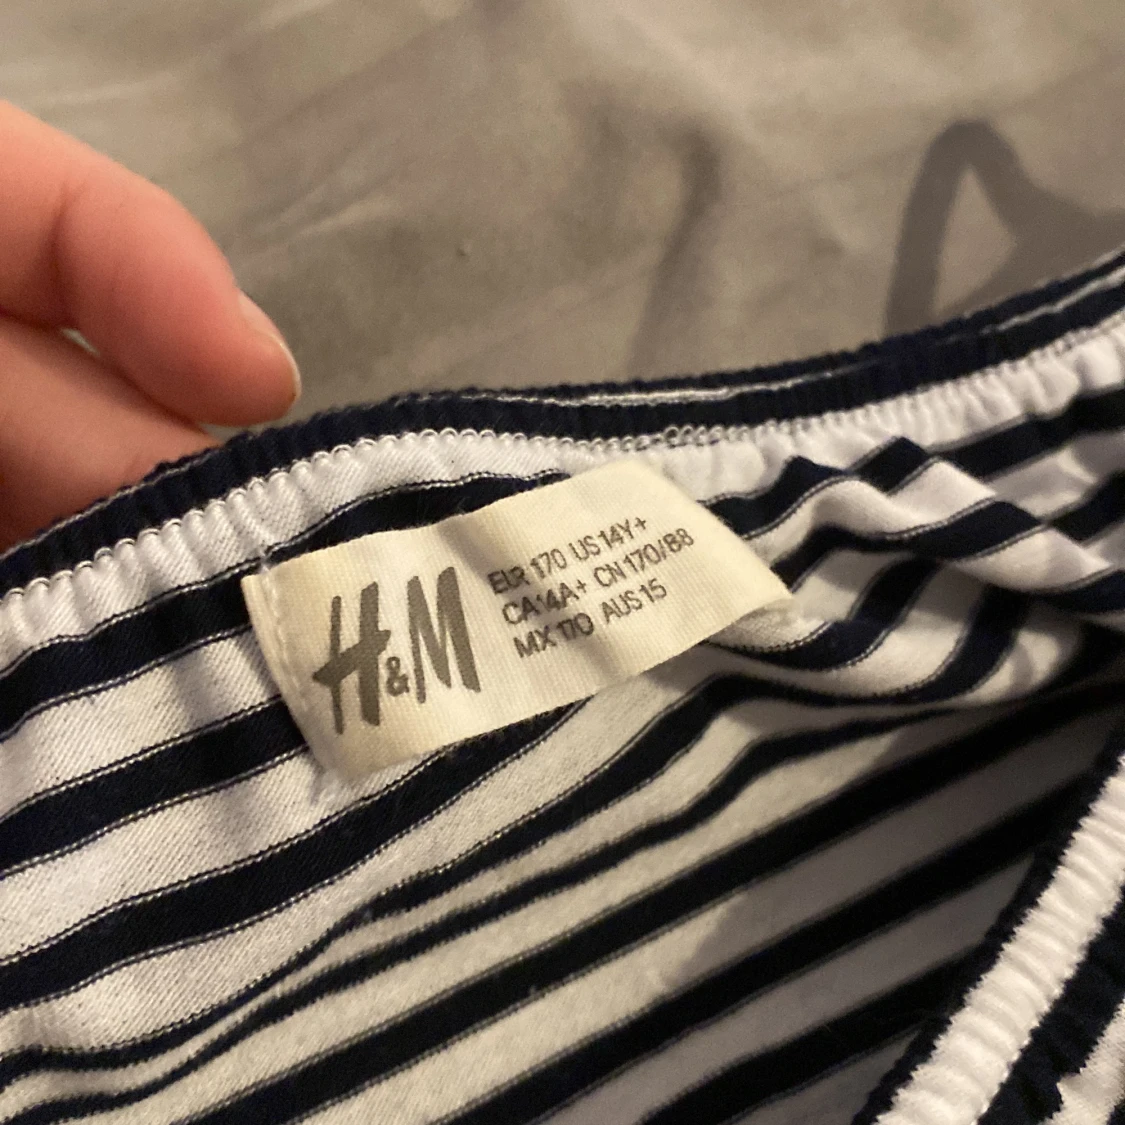 H&M
EUR 170 US 14Y+
CA 14A+ CN 170/88
MX 170 AUS 15